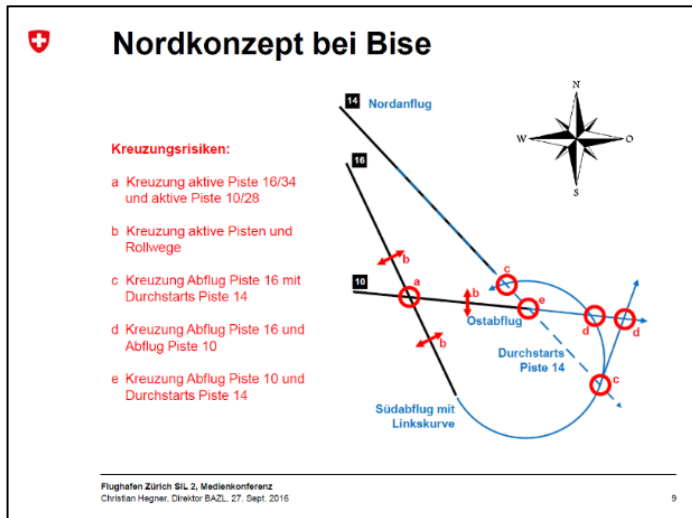 Nordkonzept bei Bise
Kreuzungsrisiken:
a Kreuzung aktive Piste 16/34
und aktive Piste 10/28
b Kreuzung aktive Pisten und
Rollwege
c Kreuzung Abflug Piste 16 mit
Durchstarts Piste 14
d Kreuzung Abflug Piste 16 und
Abflug Piste 10
e Kreuzung Abflug Piste 10 und
Durchstarts Piste 14
14 Nordanflug
N
W O
S
16
b
c
10
a
b
e
Ostabflug
d
d
b
Durchstarts
Piste 14
c
Südabflug mit
Linkskurve
Flughafen Zürich SIL 2, Medienkonferenz
Christian Hegner, Direktor BAZL, 27. Sept. 2016
9